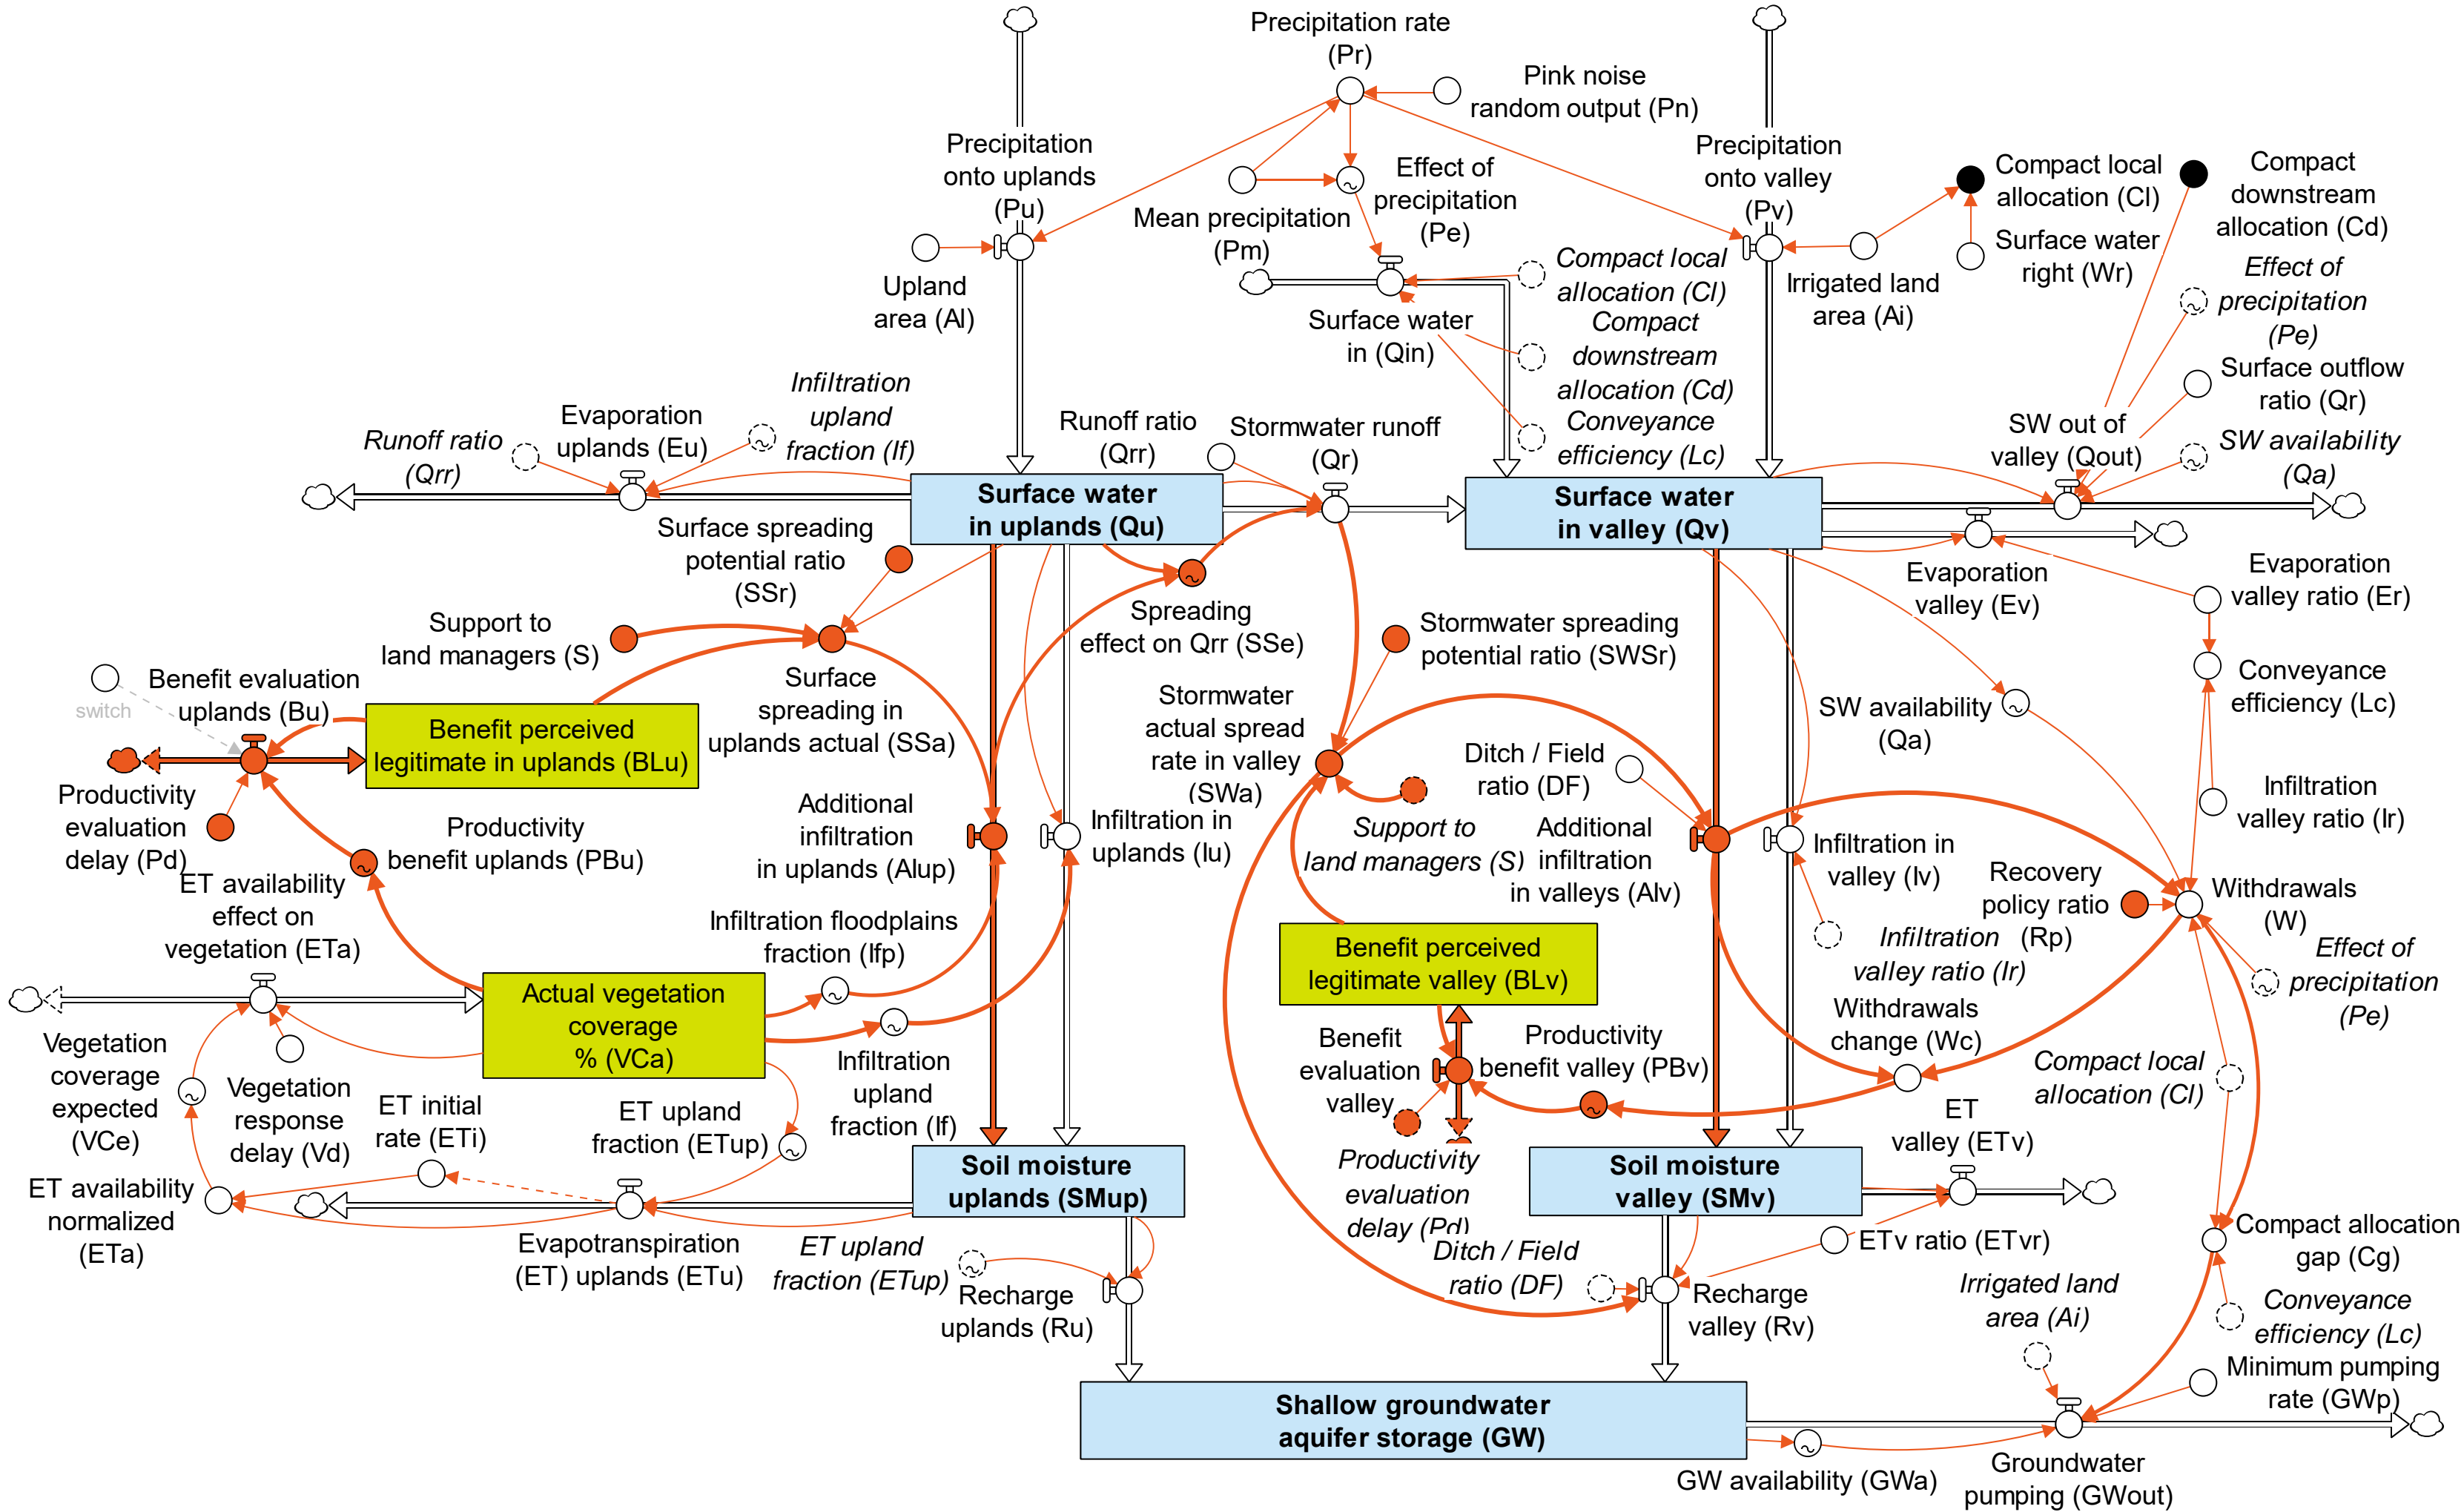 Precipitation rate
(Pr)
Pink noise
random output (Pn)
Precipitation
onto uplands
(Pu)
Mean precipitation
(Pm)
Effect of
precipitation
(Pe)
Precipitation
onto valley
(Pv)
Compact local
allocation (Cl)
Compact
downstream
allocation (Cd)
Surface water
right (Wr)
Upland
area (Al)
Surface water
in (Qin)
Compact local
allocation (Cl)
Compact
downstream
allocation (Cd)
Conveyance
efficiency (Lc)
Irrigated land
area (Ai)
Effect of
precipitation
(Pe)
Surface outflow
ratio (Qr)
SW availability
(Qa)
SW out of
valley (Qout)
Runoff ratio
(Qrr)
Evaporation
uplands (Eu)
Infiltration
upland
fraction (If)
Runoff ratio
(Qrr)
Stormwater runoff
(Qr)
Surface water
in uplands (Qu)
Surface water
in valley (Qv)
Surface spreading
potential ratio
(SSr)
Support to
land managers (S)
Spreading
effect on Qrr (SSe)
Stormwater spreading
potential ratio (SWSr)
Evaporation
valley (Ev)
Evaporation
valley ratio (Er)
Conveyance
efficiency (Lc)
switch
Benefit evaluation
uplands (Bu)
Benefit perceived
legitimate in uplands (BLu)
Surface
spreading in
uplands actual (SSa)
Stormwater
actual spread
rate in valley
(SWa)
Ditch / Field
ratio (DF)
SW availability
(Qa)
Infiltration
valley ratio (Ir)
Productivity
evaluation
delay (Pd)
Productivity
benefit uplands (PBu)
Additional
infiltration
in uplands (AIup)
Infiltration in
uplands (Iu)
Support to
land managers (S)
Additional
infiltration
in valleys (AIv)
Infiltration in
valley (Iv)
Recovery
policy ratio
(Rp)
Withdrawals
(W)
ET availability
effect on
vegetation (ETa)
Infiltration floodplains
fraction (Ifp)
Benefit perceived
legitimate valley (BLv)
Infiltration
valley ratio (Ir)
Effect of
precipitation
(Pe)
Actual vegetation
coverage
% (VCa)
Vegetation
coverage
expected
(VCe)
Vegetation
response
delay (Vd)
Infiltration
upland
fraction (If)
Benefit
evaluation
valley
Productivity
benefit valley (PBv)
Withdrawals
change (Wc)
Compact local
allocation (Cl)
ET initial
rate (ETi)
ET upland
fraction (ETup)
ET
valley (ETv)
Soil moisture
uplands (SMup)
Productivity
evaluation
delay (Pd)
Soil moisture
valley (SMv)
ET availability
normalized
(ETa)
Evapotranspiration
(ET) uplands (ETu)
ET upland
fraction (ETup)
Recharge
uplands (Ru)
Ditch / Field
ratio (DF)
Recharge
valley (Rv)
ETv ratio (ETvr)
Compact allocation
gap (Cg)
Irrigated land
area (Ai)
Conveyance
efficiency (Lc)
Minimum pumping
rate (GWp)
Shallow groundwater
aquifer storage (GW)
GW availability (GWa)
Groundwater
pumping (GWout)